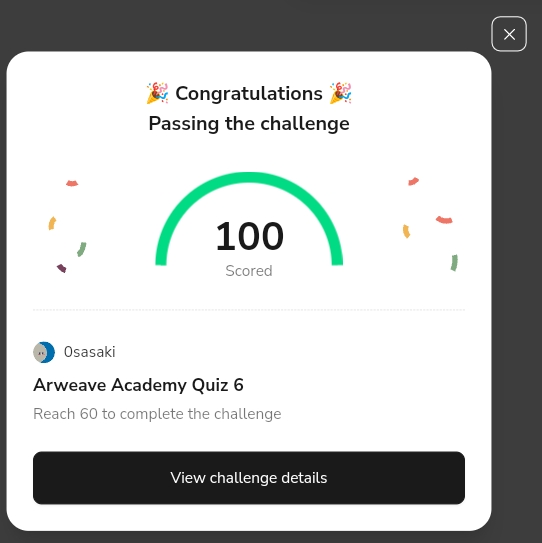 🎉 Congratulations 🎉
Passing the challenge
100
Scored
0sasaki
Arweave Academy Quiz 6
Reach 60 to complete the challenge
View challenge details